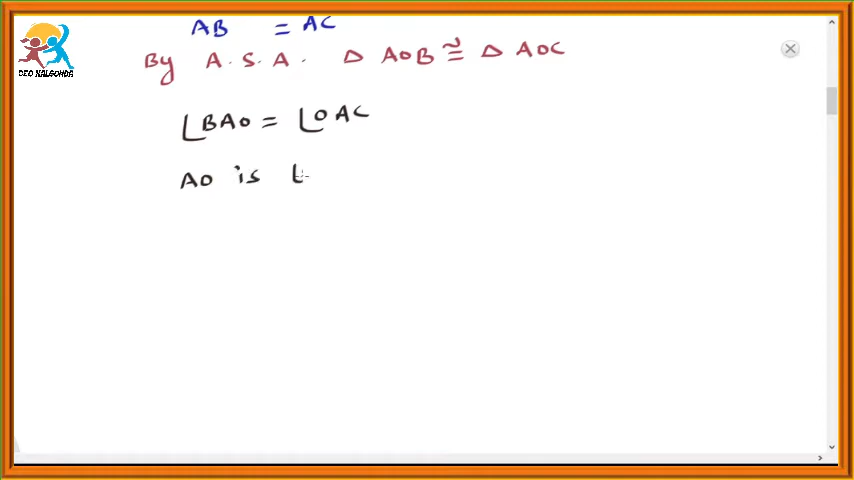 AB = AC
By A.S.A. Δ AOB ≅ Δ AOC
∠BAO = ∠OAC
AO is
DEO NALGONDA